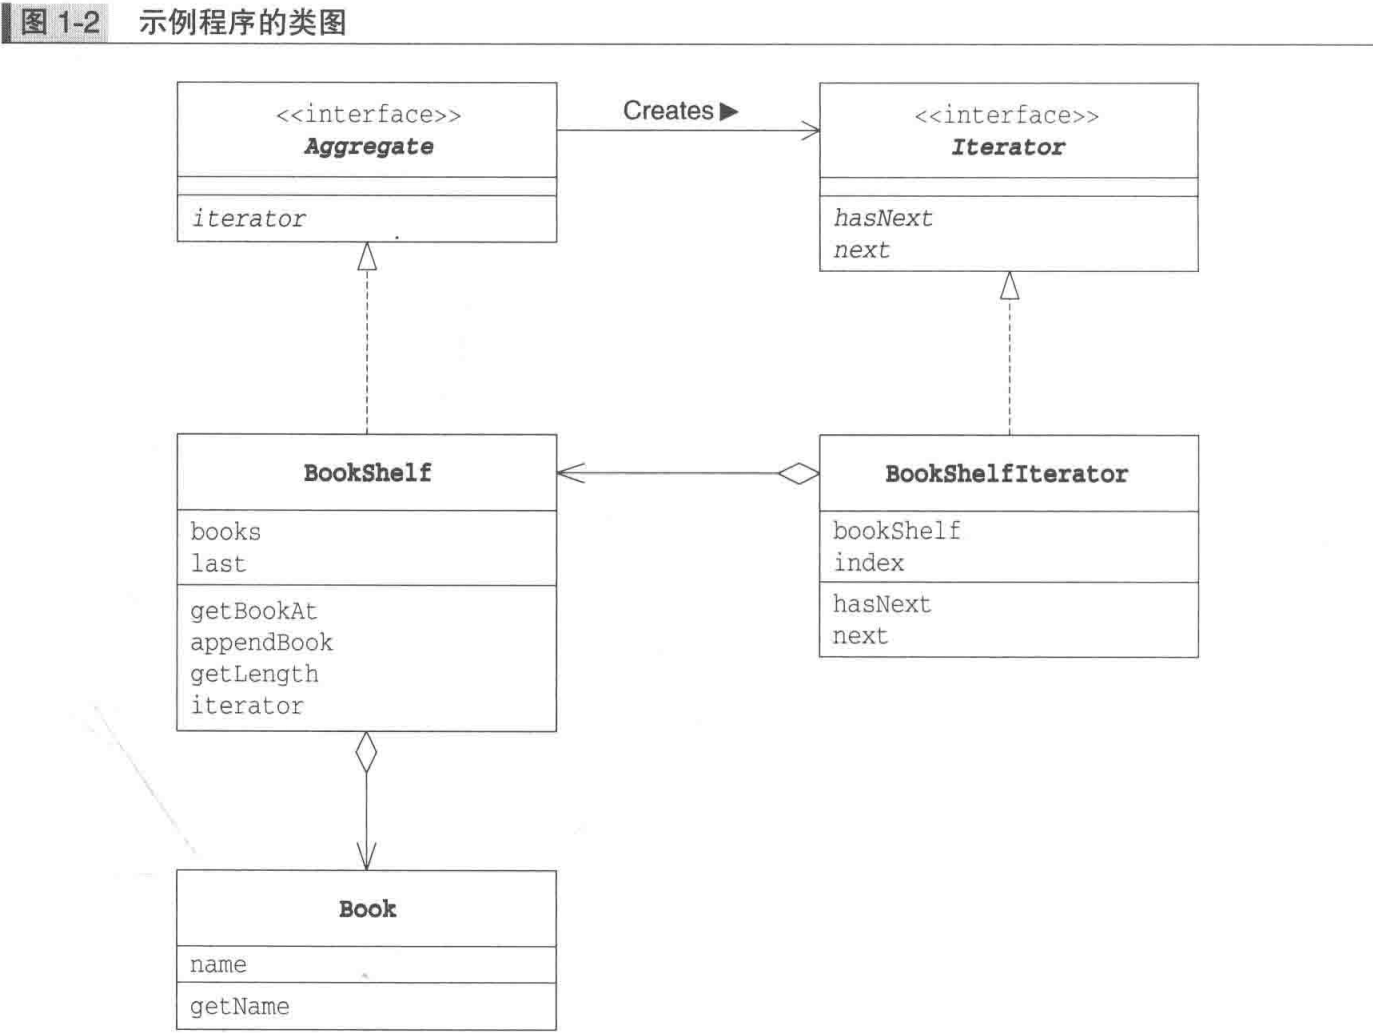 图 1-2 示例程序的类图
<<interface>>
Aggregate
iterator
Creates▶
<<interface>>
Iterator
hasNext
next
BookShelf
books
last
getBookAt
appendBook
getLength
iterator
BookShelfIterator
bookShelf
index
hasNext
next
Book
name
getName